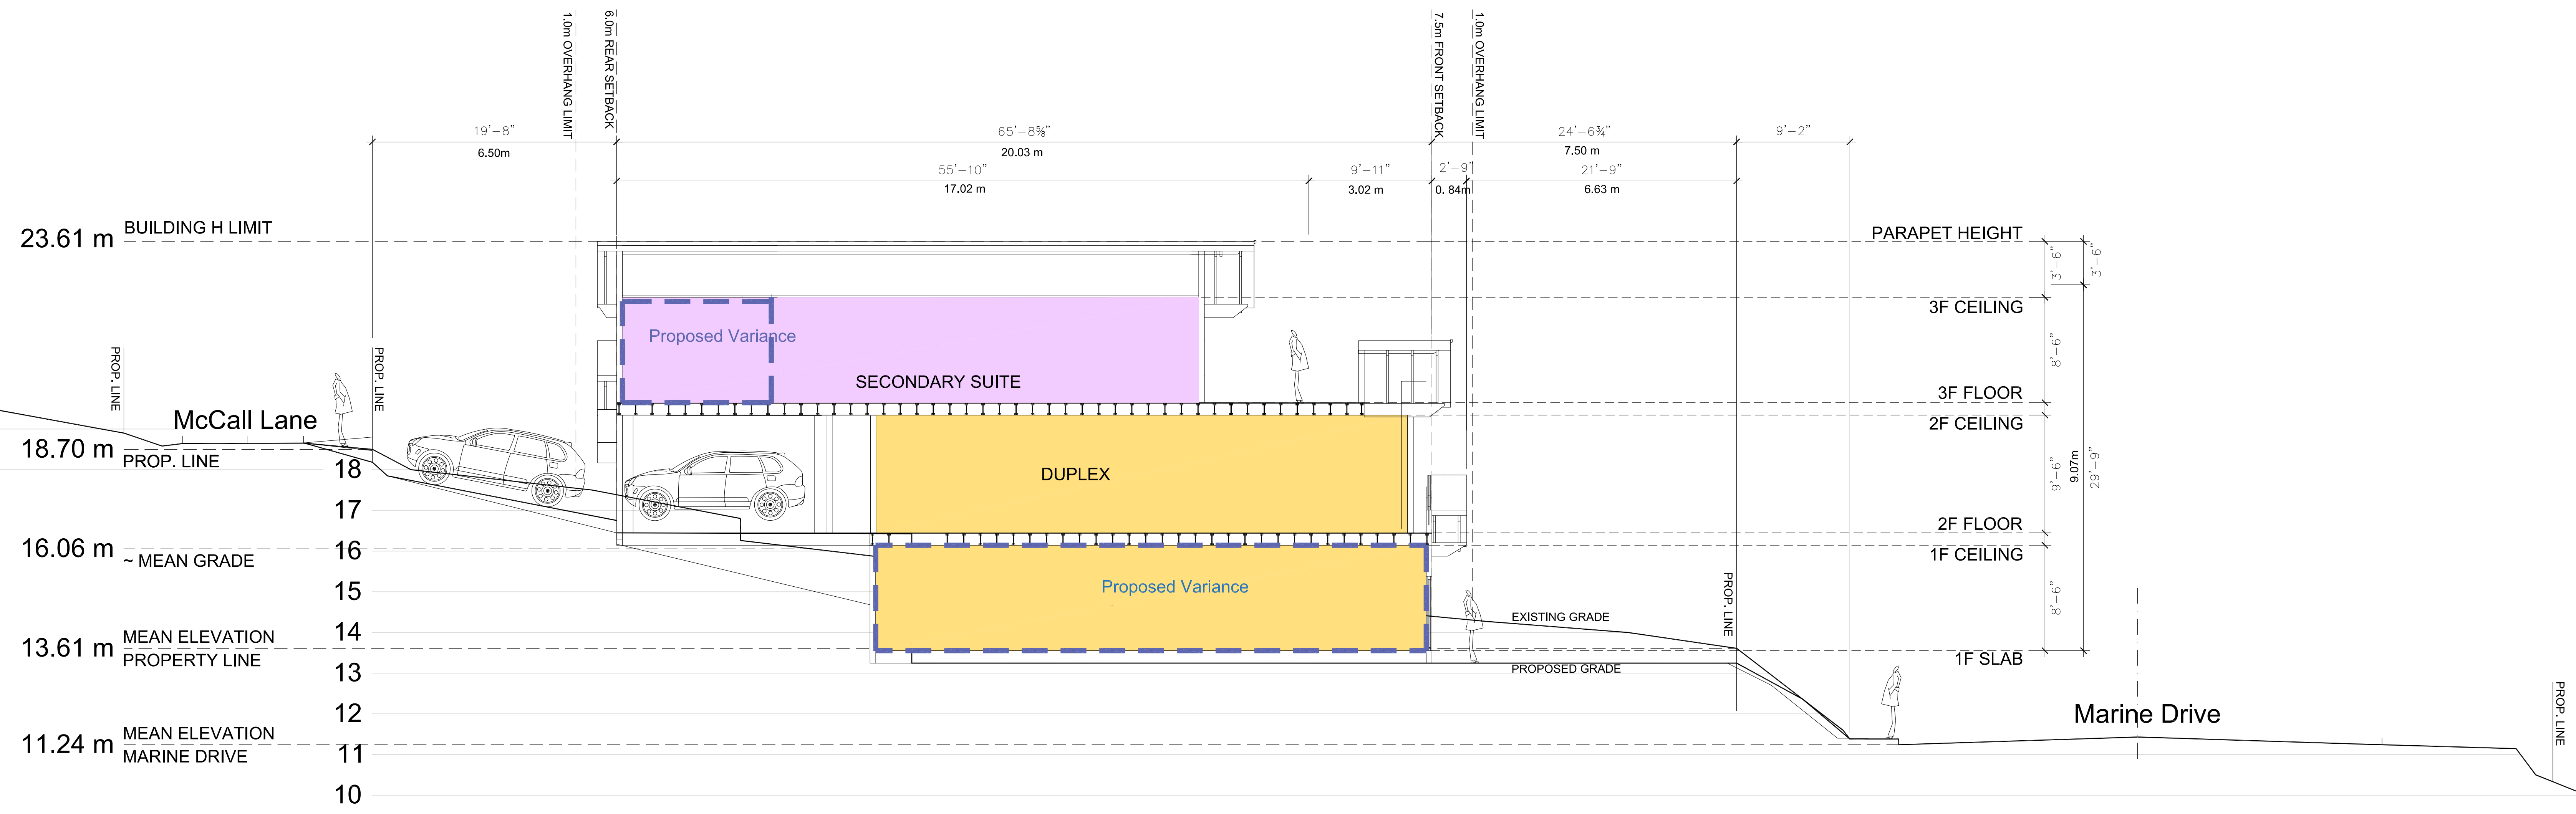 1.0m OVERHANG LIMIT
6.0m REAR SETBACK
7.5m FRONT SETBACK
1.0m OVERHANG LIMIT
19'-8"
65'-8⅝"
24'-6¾"
9'-2"
6.50m
20.03 m
7.50 m
55'-10"
9'-11"
2'-9"
21'-9"
17.02 m
3.02 m
0. 84m
6.63 m
23.61 m
BUILDING H LIMIT
PARAPET HEIGHT
3'-6"
3'-6"
3F CEILING
Proposed Variance
8'-6"
PROP. LINE
PROP. LINE
SECONDARY SUITE
3F FLOOR
McCall Lane
2F CEILING
18.70 m
PROP. LINE
18
DUPLEX
9'-6"
9.07m
29'-9"
17
2F FLOOR
16.06 m
~ MEAN GRADE
16
1F CEILING
Proposed Variance
15
8'-6"
PROP. LINE
EXISTING GRADE
14
13.61 m
MEAN ELEVATION
PROPERTY LINE
1F SLAB
13
PROPOSED GRADE
12
Marine Drive
PROP. LINE
11.24 m
MEAN ELEVATION
MARINE DRIVE
11
10